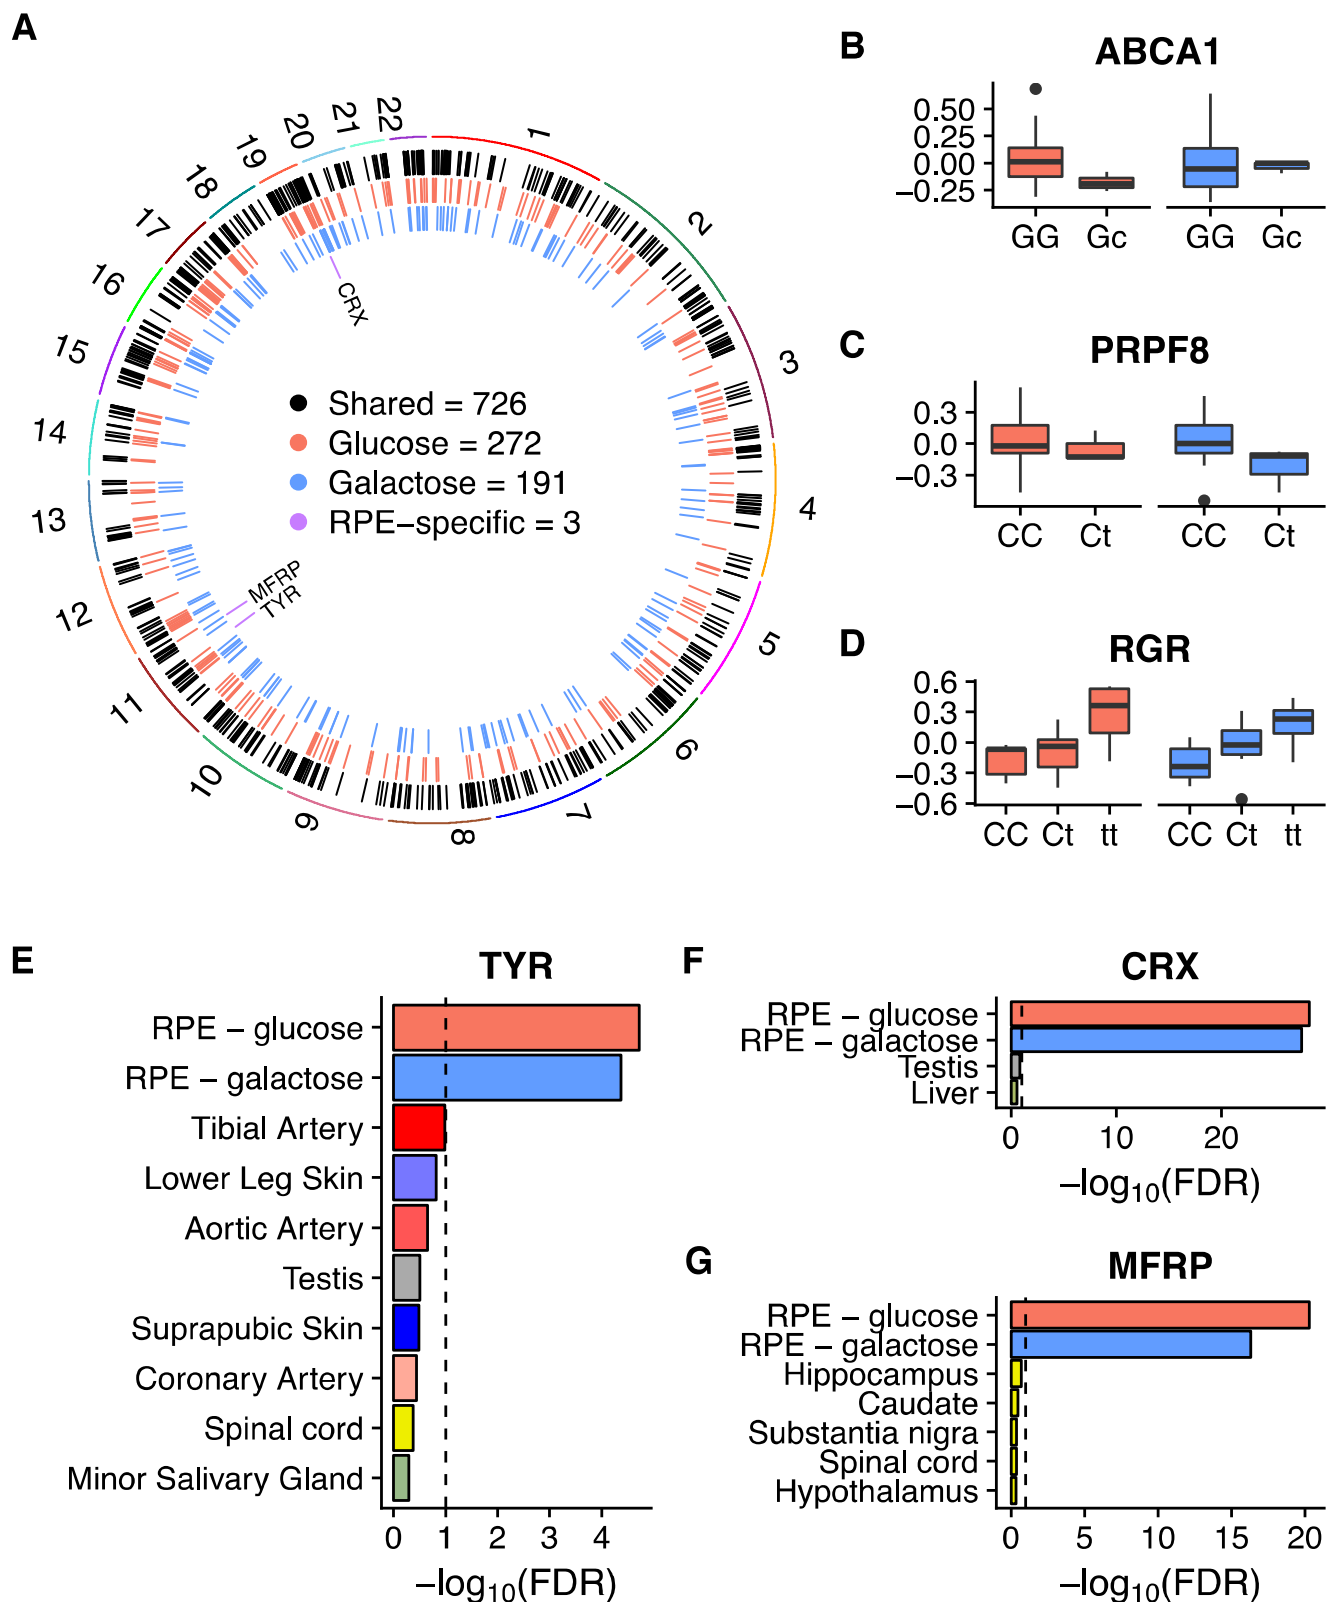 A
1
2
3
4
5
6
7
8
9
10
11
12
13
14
15
16
17
18
19
20
21
22
CRX
MFRP
TYR
Shared = 726
Glucose = 272
Galactose = 191
RPE−specific = 3
B
ABCA1
0.50
0.25
0.00
−0.25
GG Gc GG Gc
C
PRPF8
0.3
0.0
−0.3
CC Ct CC Ct
D
RGR
0.6
0.3
0.0
−0.3
−0.6
CC Ct tt CC Ct tt
E
TYR
RPE − glucose
RPE − galactose
Tibial Artery
Lower Leg Skin
Aortic Artery
Testis
Suprapubic Skin
Coronary Artery
Spinal cord
Minor Salivary Gland
0 1 2 3 4
−log₁₀(FDR)
F
CRX
RPE − glucose
RPE − galactose
Testis
Liver
0 10 20
−log₁₀(FDR)
G
MFRP
RPE − glucose
RPE − galactose
Hippocampus
Caudate
Substantia nigra
Spinal cord
Hypothalamus
0 5 10 15 20
−log₁₀(FDR)